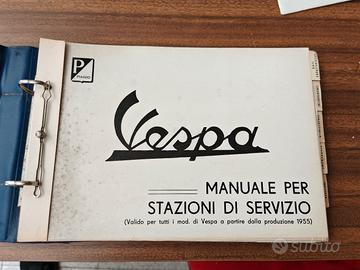 P
PIAGGIO
Vespa
MANUALE PER
STAZIONI DI SERVIZIO
(Valido per tutti i mod. di Vespa a partire dalla produzione 1955)
subito